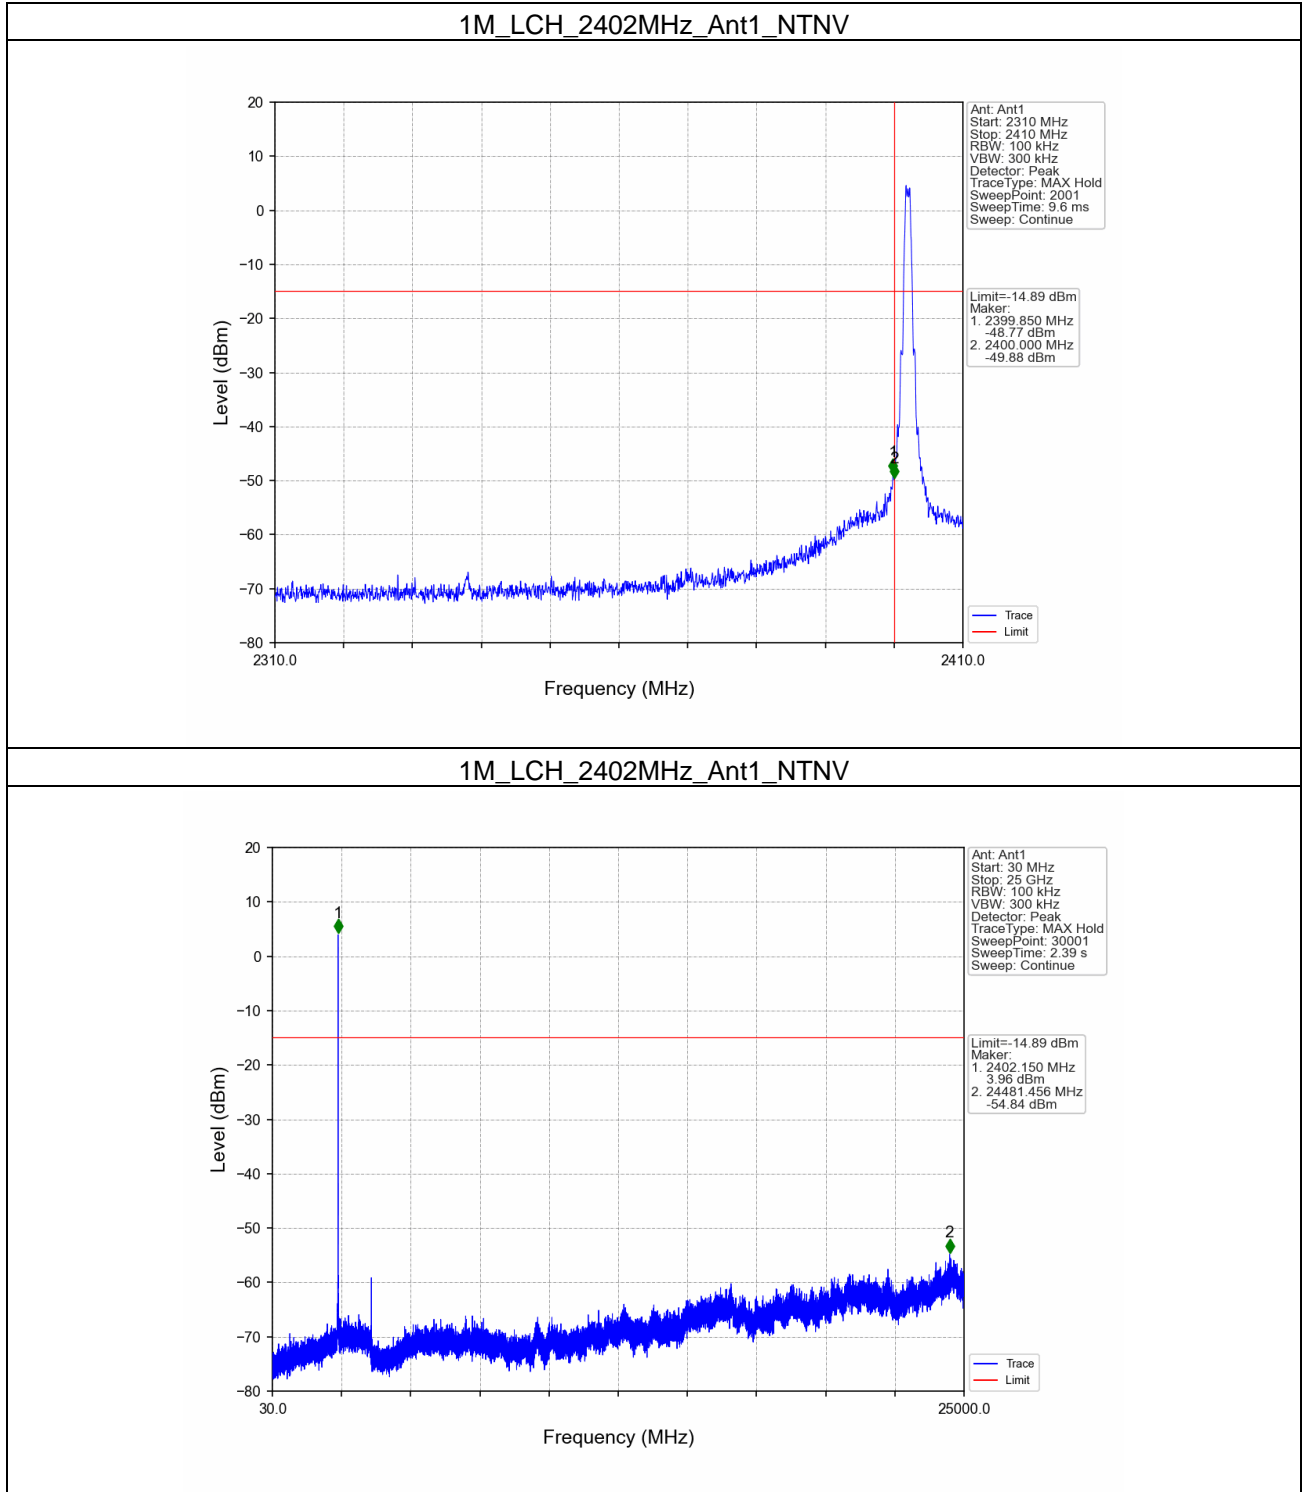 1M_LCH_2402MHz_Ant1_NTNV
20
10
0
−10
−20
−30
−40
−50
−60
−70
−80
Level (dBm)
1
2
2310.0
2410.0
Frequency (MHz)
Ant: Ant1
Start: 2310 MHz
Stop: 2410 MHz
RBW: 100 kHz
VBW: 300 kHz
Detector: Peak
TraceType: MAX Hold
SweepPoint: 2001
SweepTime: 9.6 ms
Sweep: Continue
Limit=-14.89 dBm
Maker:
1. 2399.850 MHz
-48.77 dBm
2. 2400.000 MHz
-49.88 dBm
Trace
Limit
1M_LCH_2402MHz_Ant1_NTNV
20
10
0
−10
−20
−30
−40
−50
−60
−70
−80
Level (dBm)
1
2
30.0
25000.0
Frequency (MHz)
Ant: Ant1
Start: 30 MHz
Stop: 25 GHz
RBW: 100 kHz
VBW: 300 kHz
Detector: Peak
TraceType: MAX Hold
SweepPoint: 30001
SweepTime: 2.39 s
Sweep: Continue
Limit=-14.89 dBm
Maker:
1. 2402.150 MHz
3.96 dBm
2. 24481.456 MHz
-54.84 dBm
Trace
Limit